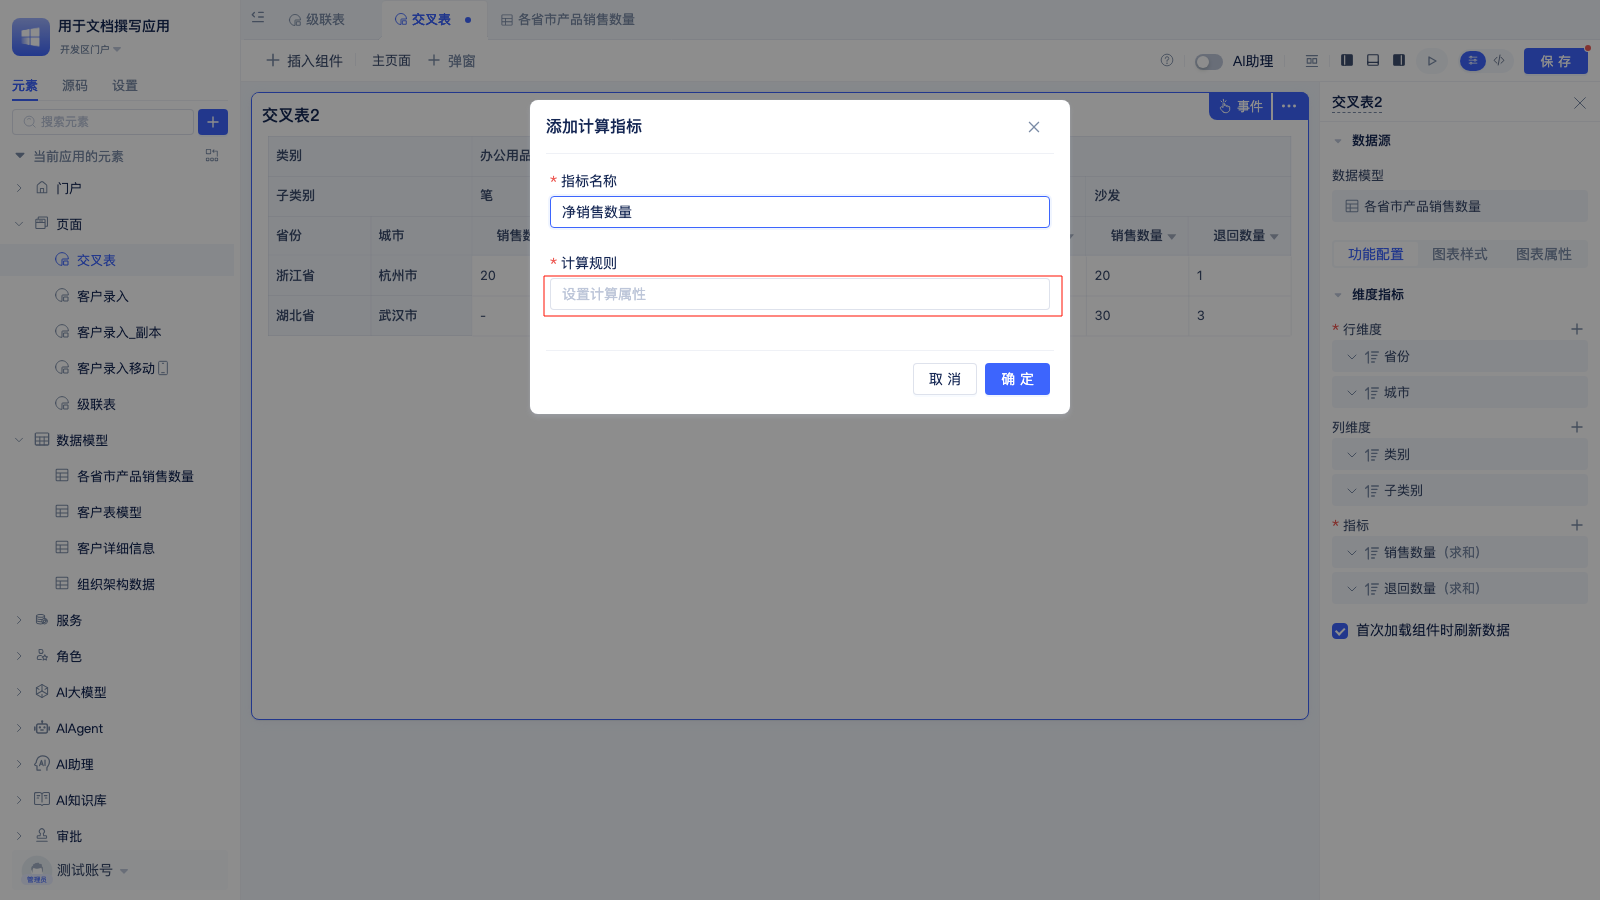 用于文档撰写应用
开发区门户
元素
源码
设置
搜索元素
当前应用的元素
门户
页面
交叉表
客户录入
客户录入_副本
客户录入移动
级联表
数据模型
各省市产品销售数量
客户表模型
客户详细信息
组织架构数据
服务
角色
AI大模型
AIAgent
AI助理
AI知识库
审批
管理员
测试账号
级联表
交叉表
各省市产品销售数量
插入组件
主页面
弹窗
AI助理
保 存
交叉表2
事件
类别
办公用品
子类别
笔
沙发
省份
城市
销售数
销售数量
退回数量
浙江省
杭州市
20
20
1
湖北省
武汉市
-
30
3
添加计算指标
* 指标名称
净销售数量
* 计算规则
设置计算属性
取 消
确 定
交叉表2
数据源
数据模型
各省市产品销售数量
功能配置
图表样式
图表属性
维度指标
* 行维度
省份
城市
列维度
类别
子类别
* 指标
销售数量（求和）
退回数量（求和）
首次加载组件时刷新数据